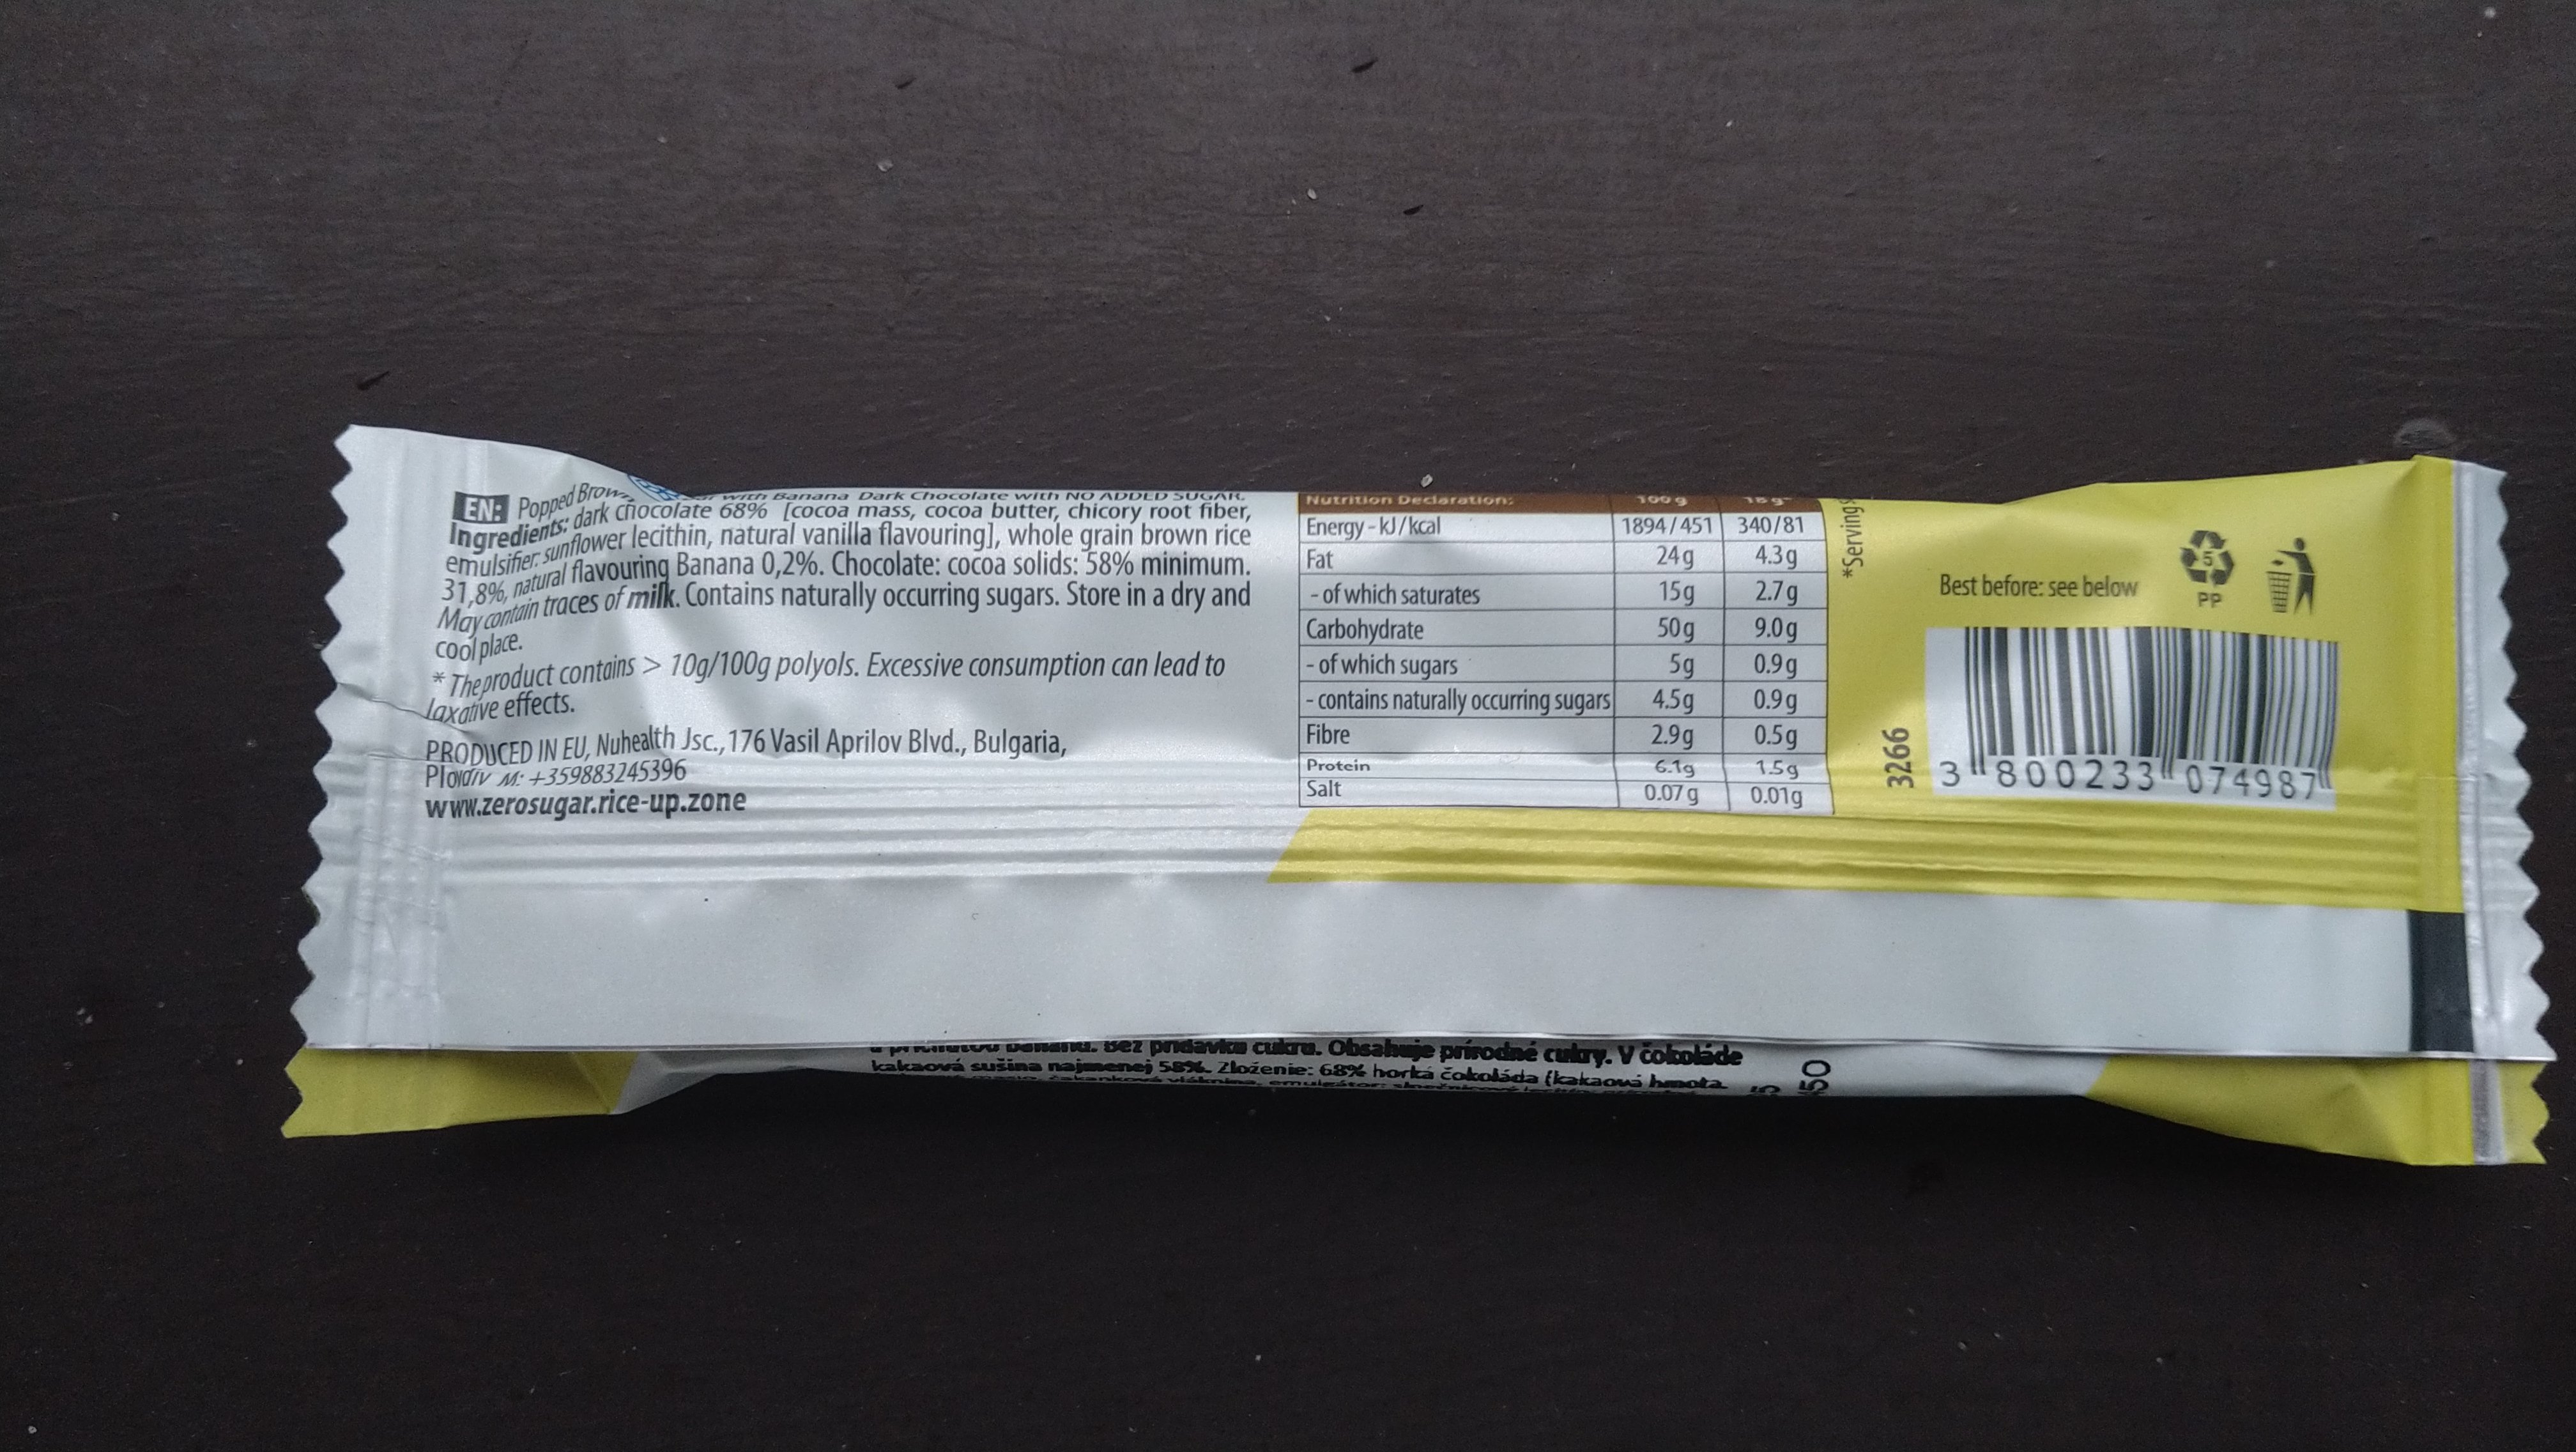 EN: Popped Brown with Banana Dark Chocolate with NO ADDED SUGAR.
Ingredients: dark chocolate 68% [cocoa mass, cocoa butter, chicory root fiber,
emulsifier: sunflower lecithin, natural vanilla flavouring], whole grain brown rice
31,8%, natural flavouring Banana 0,2%. Chocolate: cocoa solids: 58% minimum.
May contain traces of milk. Contains naturally occurring sugars. Store in a dry and
cool place.
* The product contains > 10g/100g polyols. Excessive consumption can lead to
laxative effects.
PRODUCED IN EU, Nuhealth Jsc., 176 Vasil Aprilov Blvd., Bulgaria,
Plovdiv M: +359883245396
www.zerosugar.rice-up.zone
Nutrition Declaration: 100 g 18 g*
Energy - kJ/kcal 1894/451 340/81
Fat 24g 4.3g
- of which saturates 15g 2.7g
Carbohydrate 50g 9.0g
- of which sugars 5g 0.9g
- contains naturally occurring sugars 4.5g 0.9g
Fibre 2.9g 0.5g
Protein 6.1g 1.5g
Salt 0.07g 0.01g
*Servings
Best before: see below
5
PP
3266
3 800233 074987
banánu. Bez prídavku cukru. Obsahuje prírodné cukry. V čokoláde
kakaová sušina najmenej 58%. Zloženie: 68% horká čokoláda (kakaová hmota